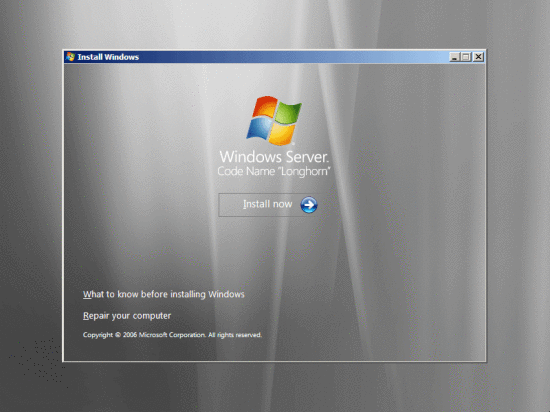 Install Windows
Windows Server.
Code Name "Longhorn"
Install now
What to know before installing Windows
Repair your computer
Copyright © 2006 Microsoft Corporation. All rights reserved.